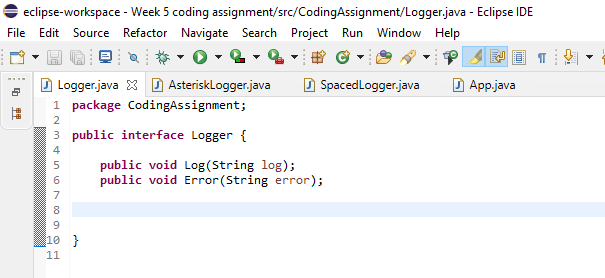 eclipse-workspace - Week 5 coding assignment/src/CodingAssignment/Logger.java - Eclipse IDE
File Edit Source Refactor Navigate Search Project Run Window Help
Logger.java AsteriskLogger.java SpacedLogger.java App.java
1 package CodingAssignment;
2
3 public interface Logger {
4
5 public void Log(String log);
6 public void Error(String error);
7
8
9
10 }
11